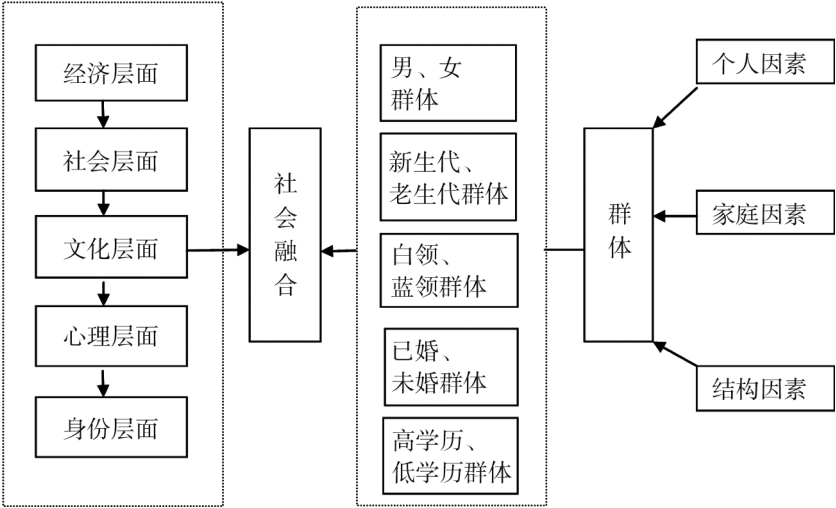 经济层面
社会层面
文化层面
心理层面
身份层面
社
会
融
合
男、女
群体
新生代、
老生代群体
白领、
蓝领群体
已婚、
未婚群体
高学历、
低学历群体
群
体
个人因素
家庭因素
结构因素